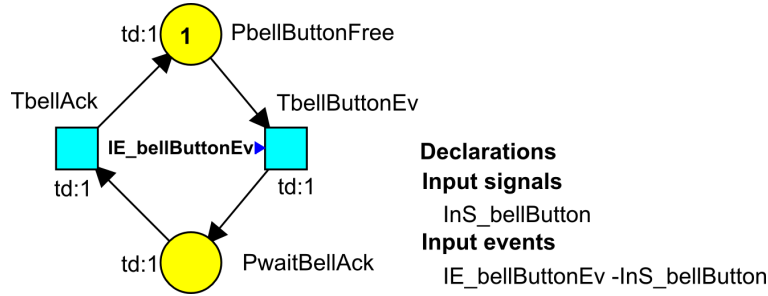 td:1
1
PbellButtonFree
TbellAck
TbellButtonEv
IE_bellButtonEv
td:1
td:1
Declarations
Input signals
InS_bellButton
Input events
IE_bellButtonEv -InS_bellButton
td:1
PwaitBellAck